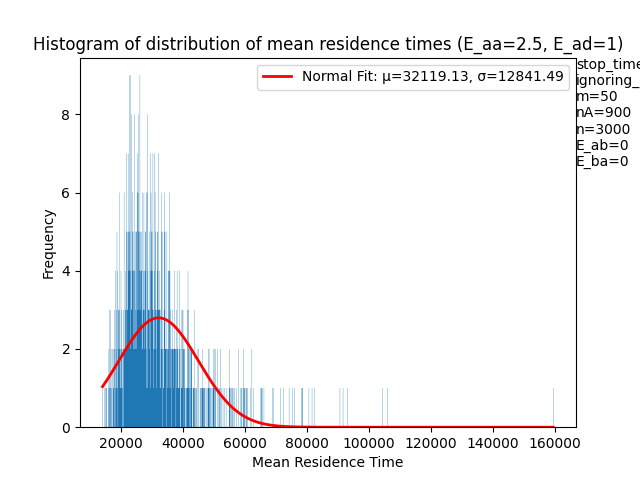 Histogram of distribution of mean residence times (E_aa=2.5, E_ad=1)
Normal Fit: μ=32119.13, σ=12841.49
stop_time
ignoring_
m=50
nA=900
n=3000
E_ab=0
E_ba=0
Frequency
8
6
4
2
0
20000 40000 60000 80000 100000 120000 140000 160000
Mean Residence Time